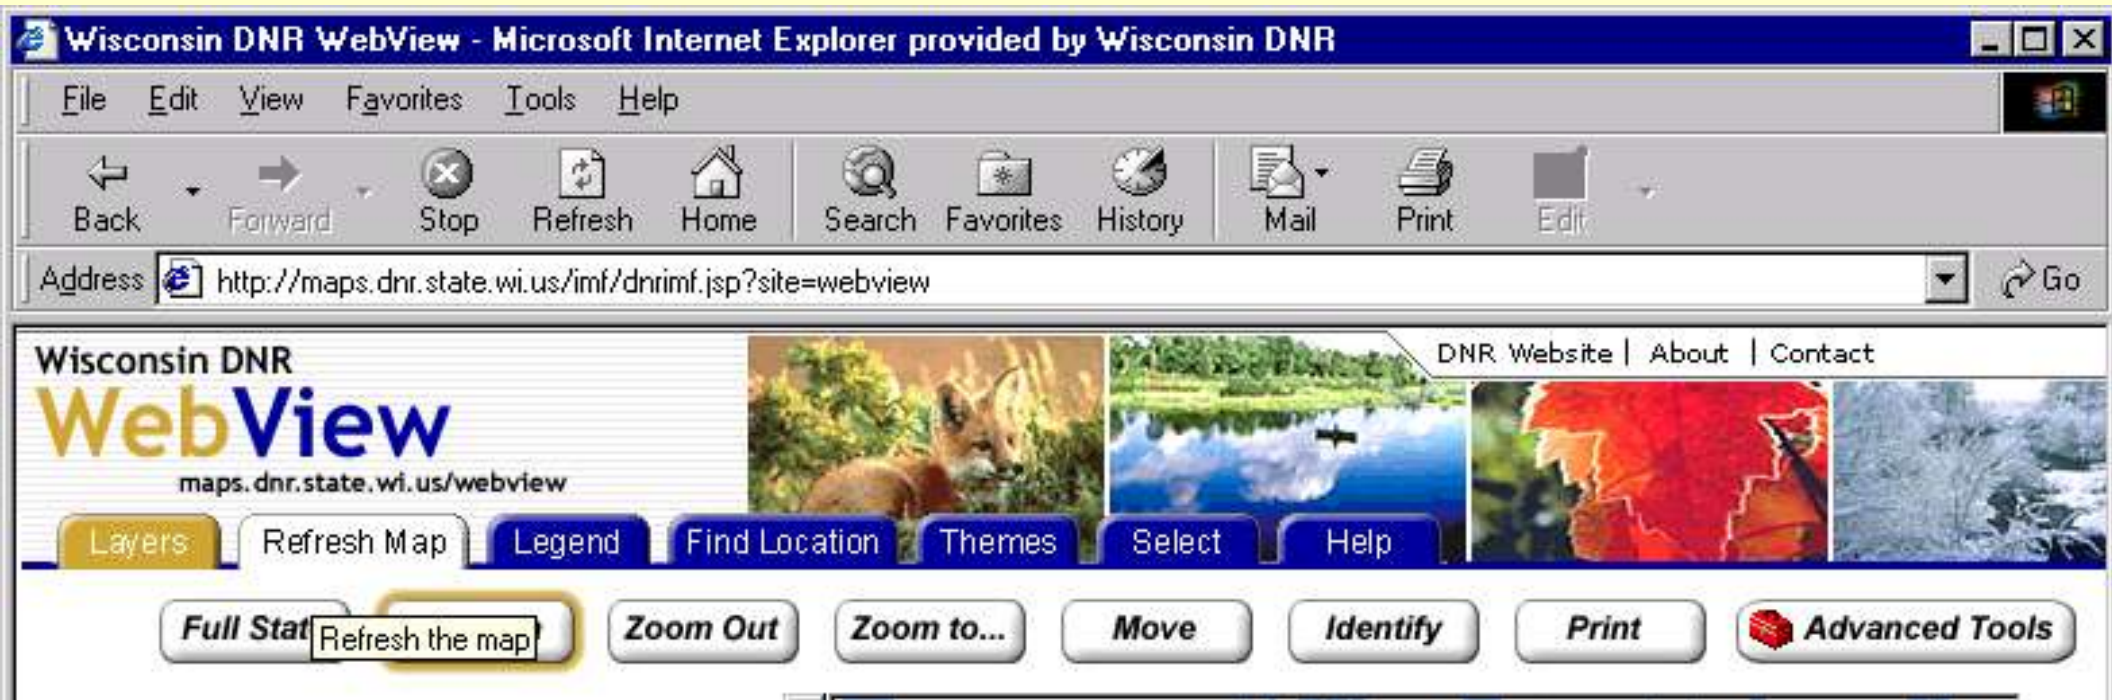 Wisconsin DNR WebView - Microsoft Internet Explorer provided by Wisconsin DNR
File Edit View Favorites Tools Help
Back Forward Stop Refresh Home Search Favorites History Mail Print Edit
Address http://maps.dnr.state.wi.us/imf/dnrimf.jsp?site=webview Go
Wisconsin DNR
DNR Website | About | Contact
WebView
maps.dnr.state.wi.us/webview
Layers Refresh Map Legend Find Location Themes Select Help
Full Stat Refresh the map Zoom Out Zoom to... Move Identify Print Advanced Tools